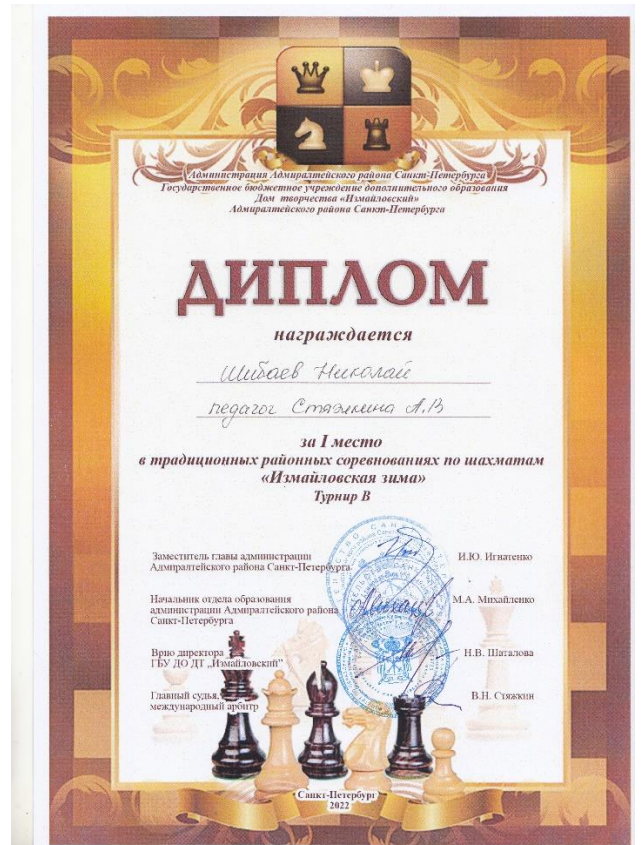 Администрация Адмиралтейского района Санкт-Петербурга
Государственное бюджетное учреждение дополнительного образования
Дом творчества «Измайловский»
Адмиралтейского района Санкт-Петербурга
ДИПЛОМ
награждается
Шибаев Николай
педагог Стяжкина А.В
за I место
в традиционных районных соревнованиях по шахматам
«Измайловская зима»
Турнир В
Заместитель главы администрации
Адмиралтейского района Санкт-Петербурга
И.Ю. Игнатенко
Начальник отдела образования
администрации Адмиралтейского района
Санкт-Петербурга
М.А. Михайленко
Врио директора
ГБУ ДО ДТ „Измайловский"
Н.В. Шаталова
Главный судья,
международный арбитр
В.Н. Стяжкин
Санкт-Петербург
2022